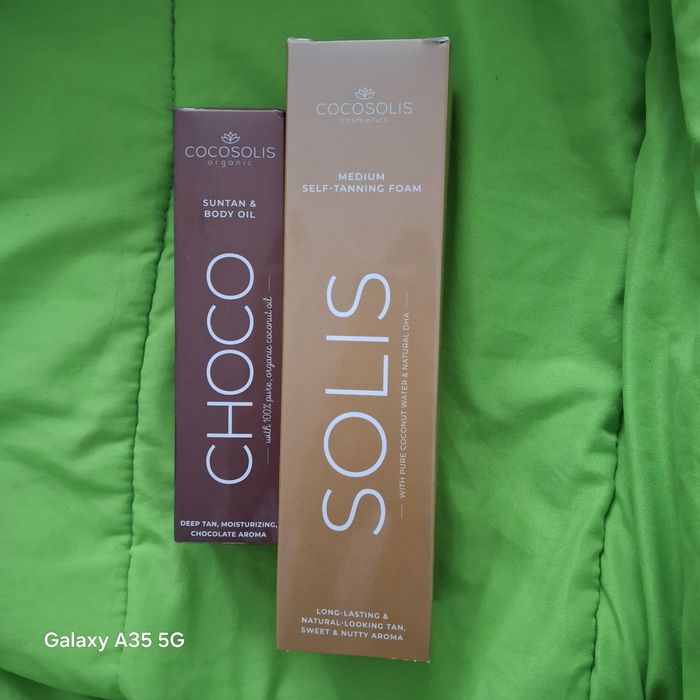 COCOSOLIS
organic
SUNTAN &
BODY OIL
CHOCO
with 100% pure, organic coconut oil
DEEP TAN, MOISTURIZING,
CHOCOLATE AROMA
COCOSOLIS
cosmetics
MEDIUM
SELF-TANNING FOAM
SOLIS
WITH PURE COCONUT WATER & NATURAL DHA
LONG-LASTING &
NATURAL-LOOKING TAN,
SWEET & NUTTY AROMA
Galaxy A35 5G